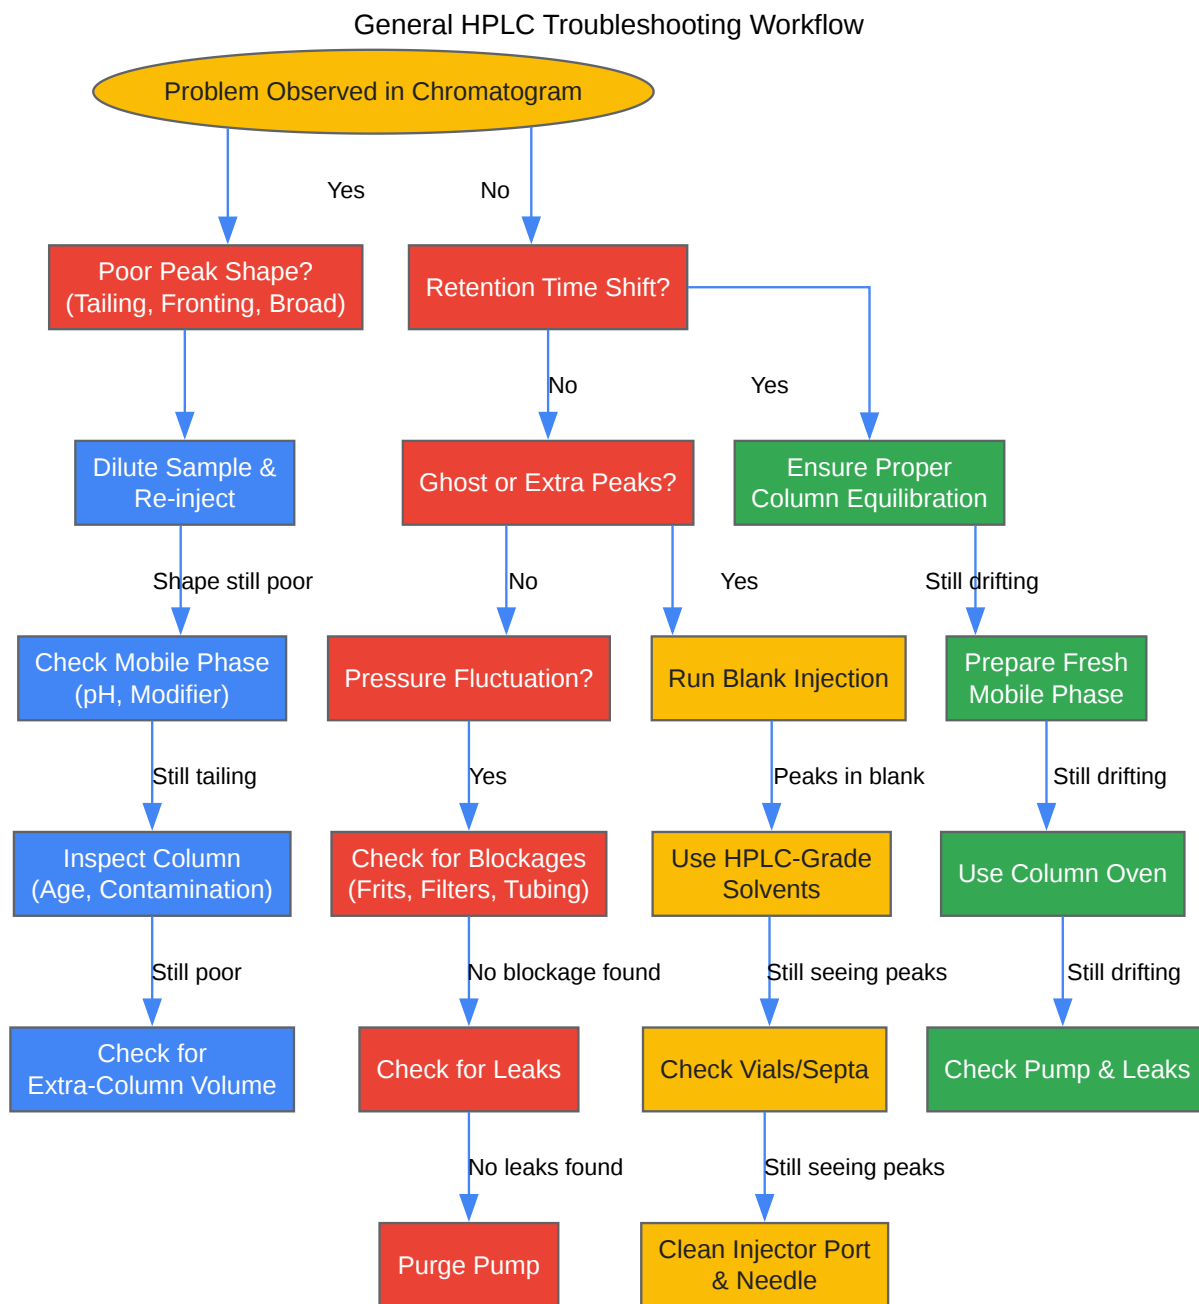 General HPLC Troubleshooting Workflow
Problem Observed in Chromatogram
Yes
No
Poor Peak Shape?
(Tailing, Fronting, Broad)
Retention Time Shift?
No
Yes
Dilute Sample &
Re-inject
Ghost or Extra Peaks?
Ensure Proper
Column Equilibration
Shape still poor
No
Yes
Still drifting
Check Mobile Phase
(pH, Modifier)
Pressure Fluctuation?
Run Blank Injection
Prepare Fresh
Mobile Phase
Still tailing
Yes
Peaks in blank
Still drifting
Inspect Column
(Age, Contamination)
Check for Blockages
(Frits, Filters, Tubing)
Use HPLC-Grade
Solvents
Use Column Oven
Still poor
No blockage found
Still seeing peaks
Still drifting
Check for
Extra-Column Volume
Check for Leaks
Check Vials/Septa
Check Pump & Leaks
No leaks found
Still seeing peaks
Purge Pump
Clean Injector Port
& Needle